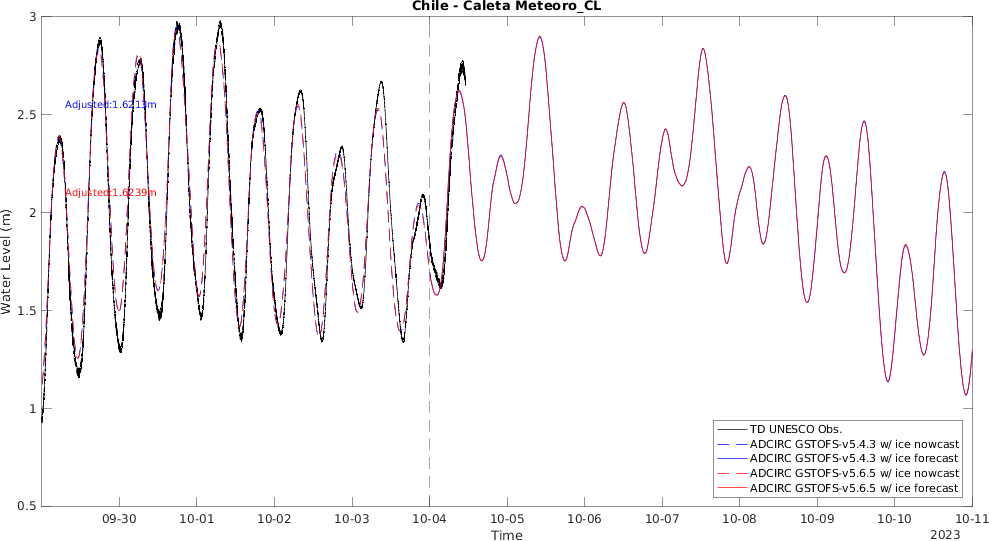 Chile - Caleta Meteoro_CL
3
2.5
2
1.5
1
0.5
Water Level (m)
Adjusted:1.6213m
Adjusted:1.6239m
TD UNESCO Obs.
ADCIRC GSTOFS-v5.4.3 w/ ice nowcast
ADCIRC GSTOFS-v5.4.3 w/ ice forecast
ADCIRC GSTOFS-v5.6.5 w/ ice nowcast
ADCIRC GSTOFS-v5.6.5 w/ ice forecast
09-30 10-01 10-02 10-03 10-04 10-05 10-06 10-07 10-08 10-09 10-10 10-11
Time
2023